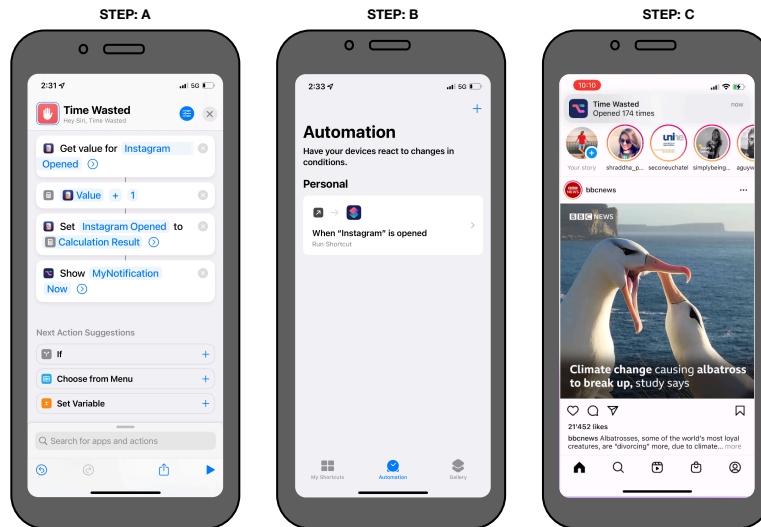 STEP: A
2:31
5G
Time Wasted
Hey Siri, Time Wasted
Get value for Instagram
Opened
Value + 1
Set Instagram Opened to
Calculation Result
Show MyNotification
Now
Next Action Suggestions
If
Choose from Menu
Set Variable
Search for apps and actions
STEP: B
2:33
5G
Automation
Have your devices react to changes in
conditions.
Personal
When "Instagram" is opened
Run Shortcut
My Shortcuts
Automation
Gallery
STEP: C
10:10
Time Wasted
now
Opened 174 times
Your story
shraddha_p...
seconeuchatel
simplybeing...
aguyw
BBC NEWS
bbcnews
BBC NEWS
Climate change causing albatross
to break up, study says
21'452 likes
bbcnews Albatrosses, some of the world's most loyal
creatures, are "divorcing" more, due to climate... more